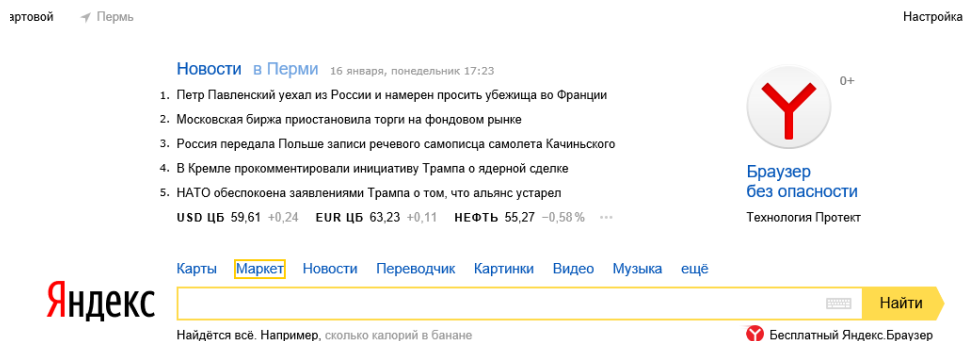 Пермь
Настройка
Новости в Перми 16 января, понедельник 17:23
1. Петр Павленский уехал из России и намерен просить убежища во Франции
2. Московская биржа приостановила торги на фондовом рынке
3. Россия передала Польше записи речевого самописца самолета Качиньского
4. В Кремле прокомментировали инициативу Трампа о ядерной сделке
5. НАТО обеспокоена заявлениями Трампа о том, что альянс устарел
USD ЦБ 59,61 +0,24 EUR ЦБ 63,23 +0,11 НЕФТЬ 55,27 −0,58% ···
0+
Браузер
без опасности
Технология Протект
Карты Маркет Новости Переводчик Картинки Видео Музыка ещё
Яндекс
Найти
Найдётся всё. Например, сколько калорий в банане
Бесплатный Яндекс.Браузер